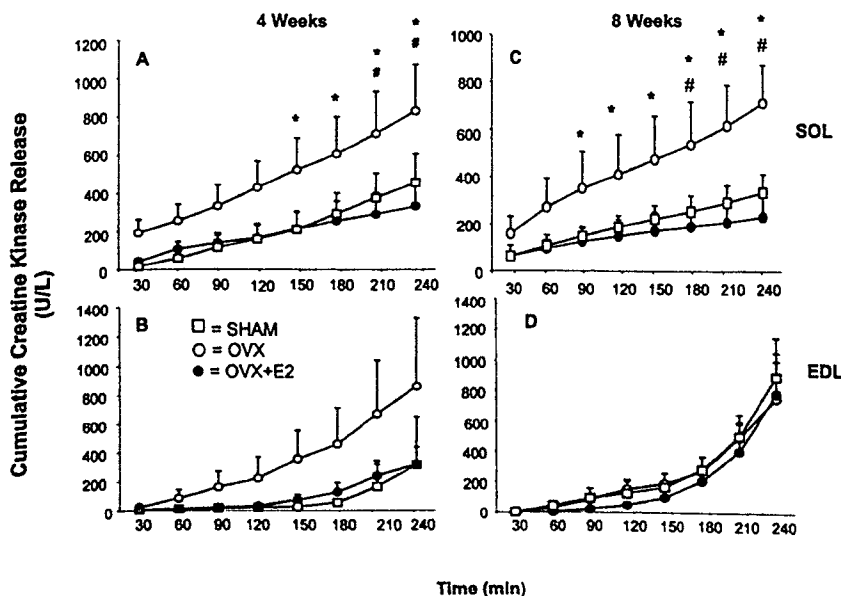 4 Weeks
8 Weeks
Cumulative Creatine Kinase Release
(U/L)
A
* * * *
# #
1200
1000
800
600
400
200
0
30 60 90 120 150 180 210 240
C
* * * * * *
# # #
1000
800
600
400
200
0
30 60 90 120 150 180 210 240
SOL
B
□ = SHAM
○ = OVX
● = OVX+E2
1400
1200
1000
800
600
400
200
0
30 60 90 120 150 180 210 240
D
1400
1200
1000
800
600
400
200
0
30 60 90 120 150 180 210 240
EDL
Time (min)